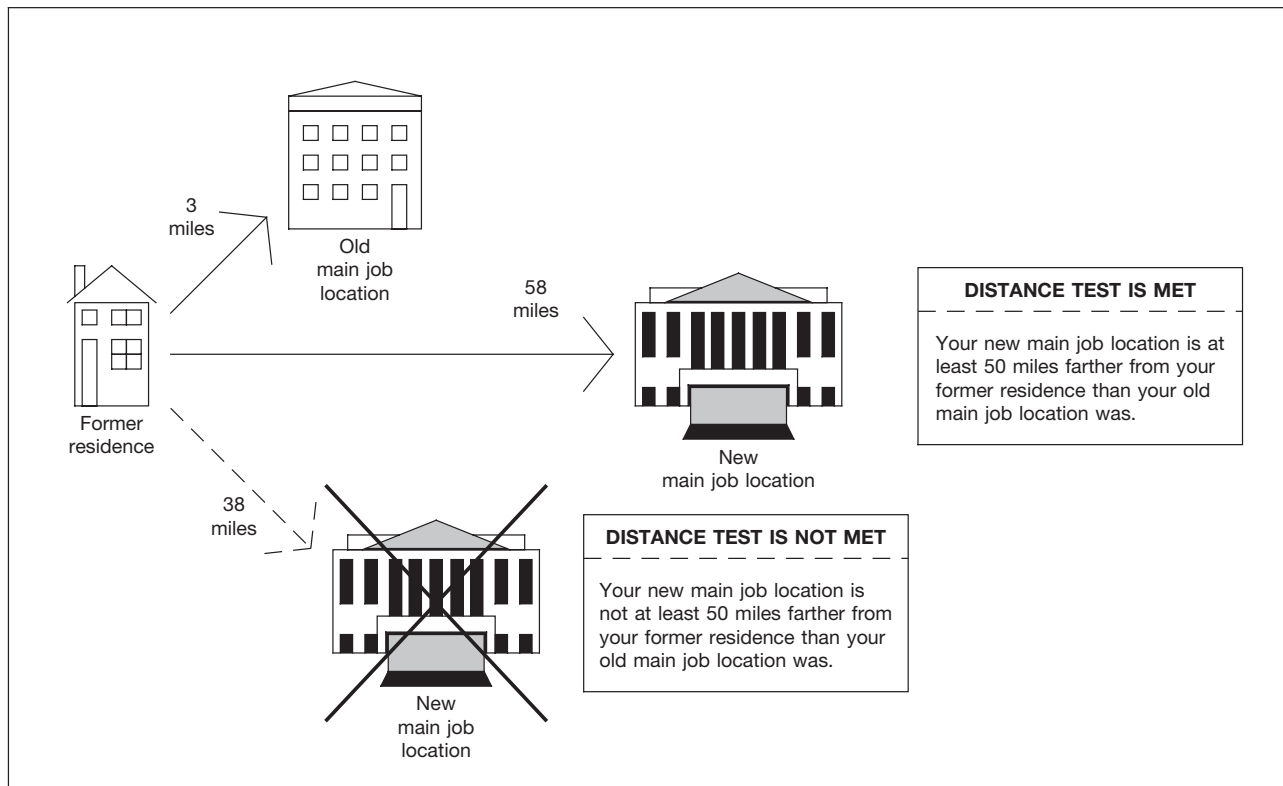 3
miles
Old
main job
location
58
miles
DISTANCE TEST IS MET
Your new main job location is at
least 50 miles farther from your
former residence than your old
main job location was.
Former
residence
New
main job location
38
miles
DISTANCE TEST IS NOT MET
Your new main job location is
not at least 50 miles farther from
your former residence than your
old main job location was.
New
main job
location